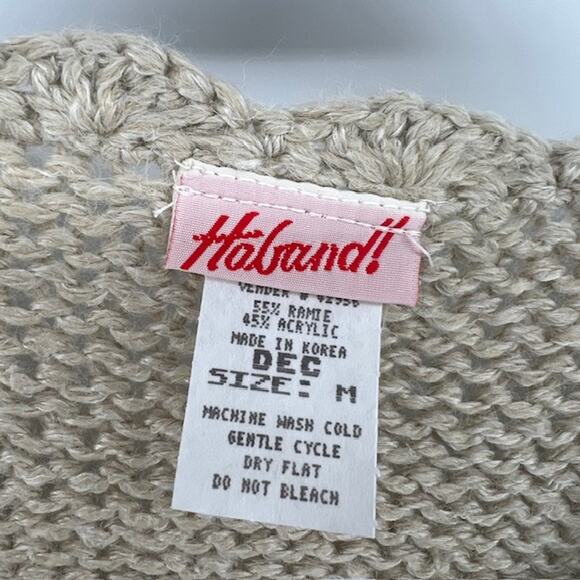 Haband!
VENDER #
55% RAMIE
45% ACRYLIC
MADE IN KOREA
DEC
SIZE: M
MACHINE WASH COLD
GENTLE CYCLE
DRY FLAT
DO NOT BLEACH